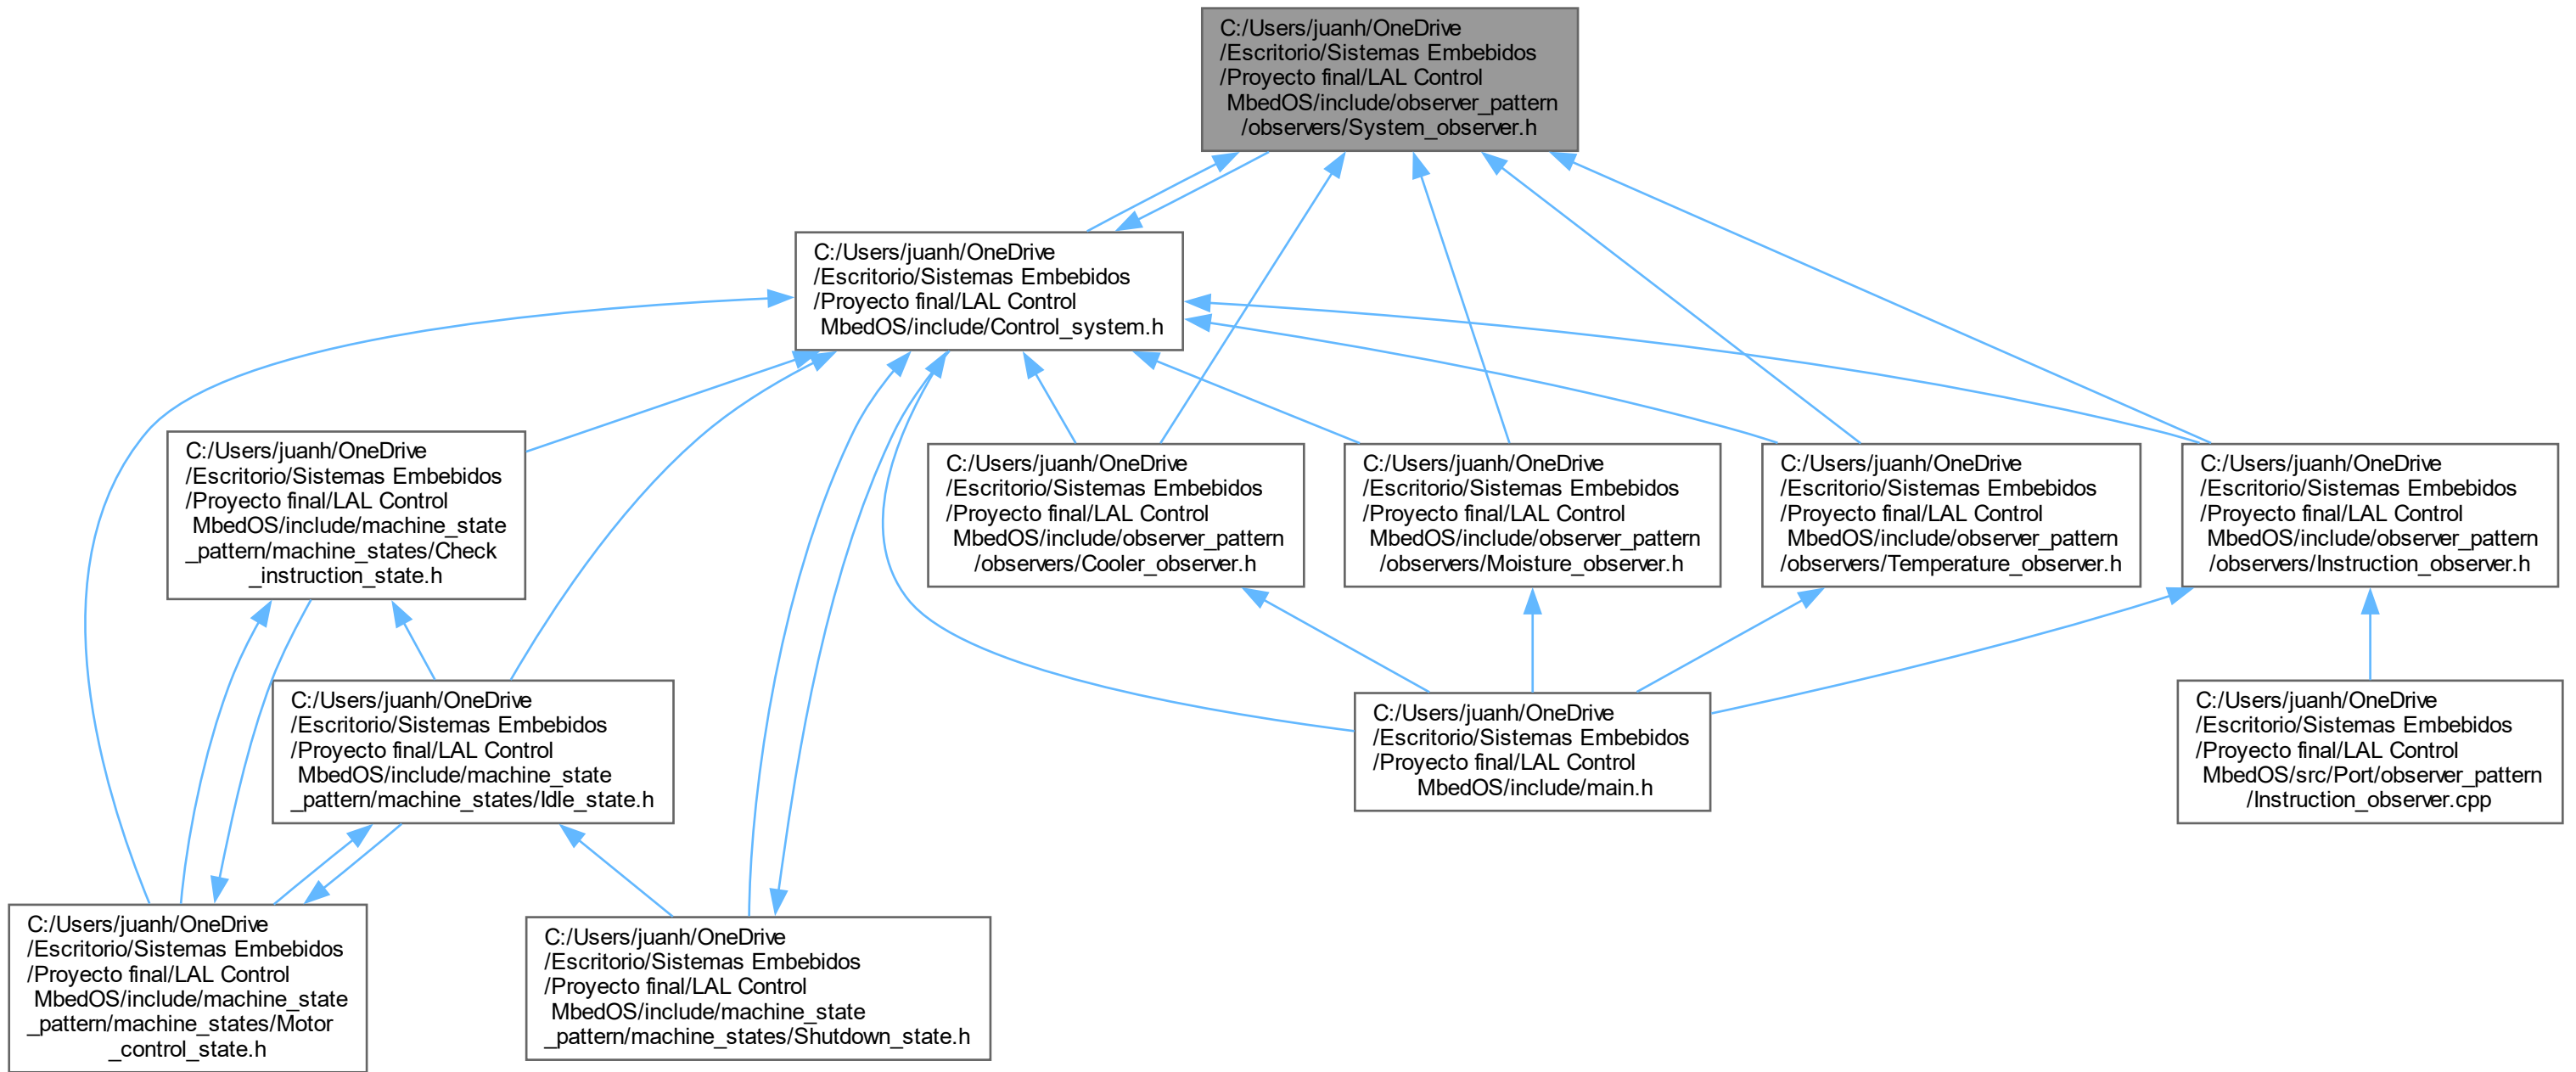 C:/Users/juanh/OneDrive
/Escritorio/Sistemas Embebidos
/Proyecto final/LAL Control
MbedOS/include/observer_pattern
/observers/System_observer.h
C:/Users/juanh/OneDrive
/Escritorio/Sistemas Embebidos
/Proyecto final/LAL Control
MbedOS/include/Control_system.h
C:/Users/juanh/OneDrive
/Escritorio/Sistemas Embebidos
/Proyecto final/LAL Control
MbedOS/include/machine_state
_pattern/machine_states/Check
_instruction_state.h
C:/Users/juanh/OneDrive
/Escritorio/Sistemas Embebidos
/Proyecto final/LAL Control
MbedOS/include/observer_pattern
/observers/Cooler_observer.h
C:/Users/juanh/OneDrive
/Escritorio/Sistemas Embebidos
/Proyecto final/LAL Control
MbedOS/include/observer_pattern
/observers/Moisture_observer.h
C:/Users/juanh/OneDrive
/Escritorio/Sistemas Embebidos
/Proyecto final/LAL Control
MbedOS/include/observer_pattern
/observers/Temperature_observer.h
C:/Users/juanh/OneDrive
/Escritorio/Sistemas Embebidos
/Proyecto final/LAL Control
MbedOS/include/observer_pattern
/observers/Instruction_observer.h
C:/Users/juanh/OneDrive
/Escritorio/Sistemas Embebidos
/Proyecto final/LAL Control
MbedOS/include/machine_state
_pattern/machine_states/Idle_state.h
C:/Users/juanh/OneDrive
/Escritorio/Sistemas Embebidos
/Proyecto final/LAL Control
MbedOS/include/main.h
C:/Users/juanh/OneDrive
/Escritorio/Sistemas Embebidos
/Proyecto final/LAL Control
MbedOS/src/Port/observer_pattern
/Instruction_observer.cpp
C:/Users/juanh/OneDrive
/Escritorio/Sistemas Embebidos
/Proyecto final/LAL Control
MbedOS/include/machine_state
_pattern/machine_states/Motor
_control_state.h
C:/Users/juanh/OneDrive
/Escritorio/Sistemas Embebidos
/Proyecto final/LAL Control
MbedOS/include/machine_state
_pattern/machine_states/Shutdown_state.h